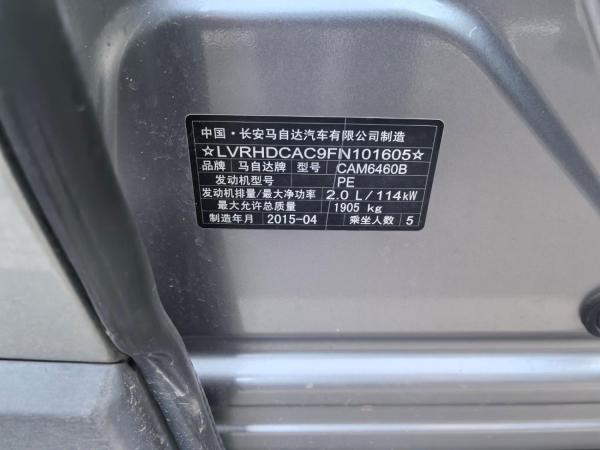 中国·长安马自达汽车有限公司制造
☆LVRHDCAC9FN101605☆
品牌 马自达牌 型号 CAM6460B
发动机型号 PE
发动机排量/最大净功率 2.0 L/114kW
最大允许总质量 1905 kg
制造年月 2015-04 乘坐人数 5